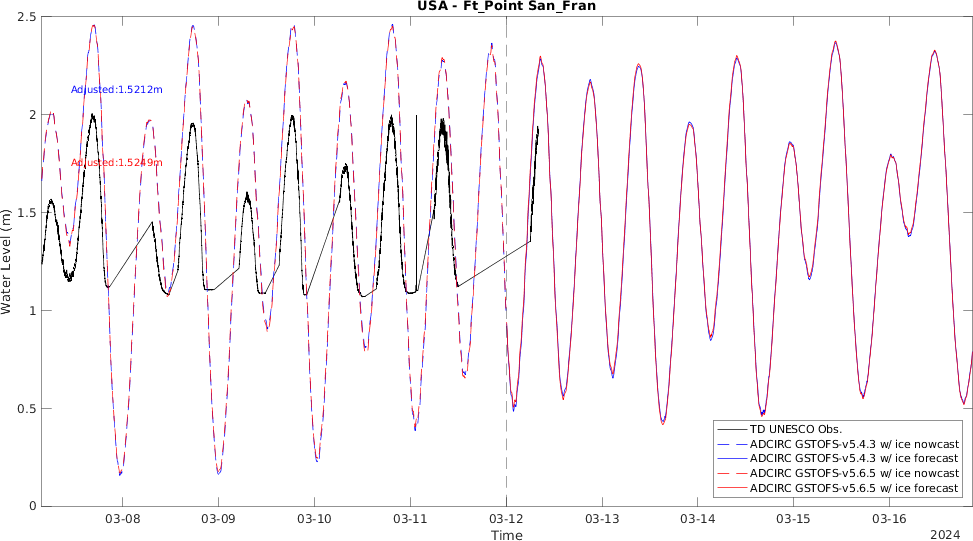 USA - Ft_Point San_Fran
2.5
2
1.5
1
0.5
0
Water Level (m)
Adjusted:1.5212m
Adjusted:1.5249m
TD UNESCO Obs.
ADCIRC GSTOFS-v5.4.3 w/ ice nowcast
ADCIRC GSTOFS-v5.4.3 w/ ice forecast
ADCIRC GSTOFS-v5.6.5 w/ ice nowcast
ADCIRC GSTOFS-v5.6.5 w/ ice forecast
03-08 03-09 03-10 03-11 03-12 03-13 03-14 03-15 03-16
Time
2024